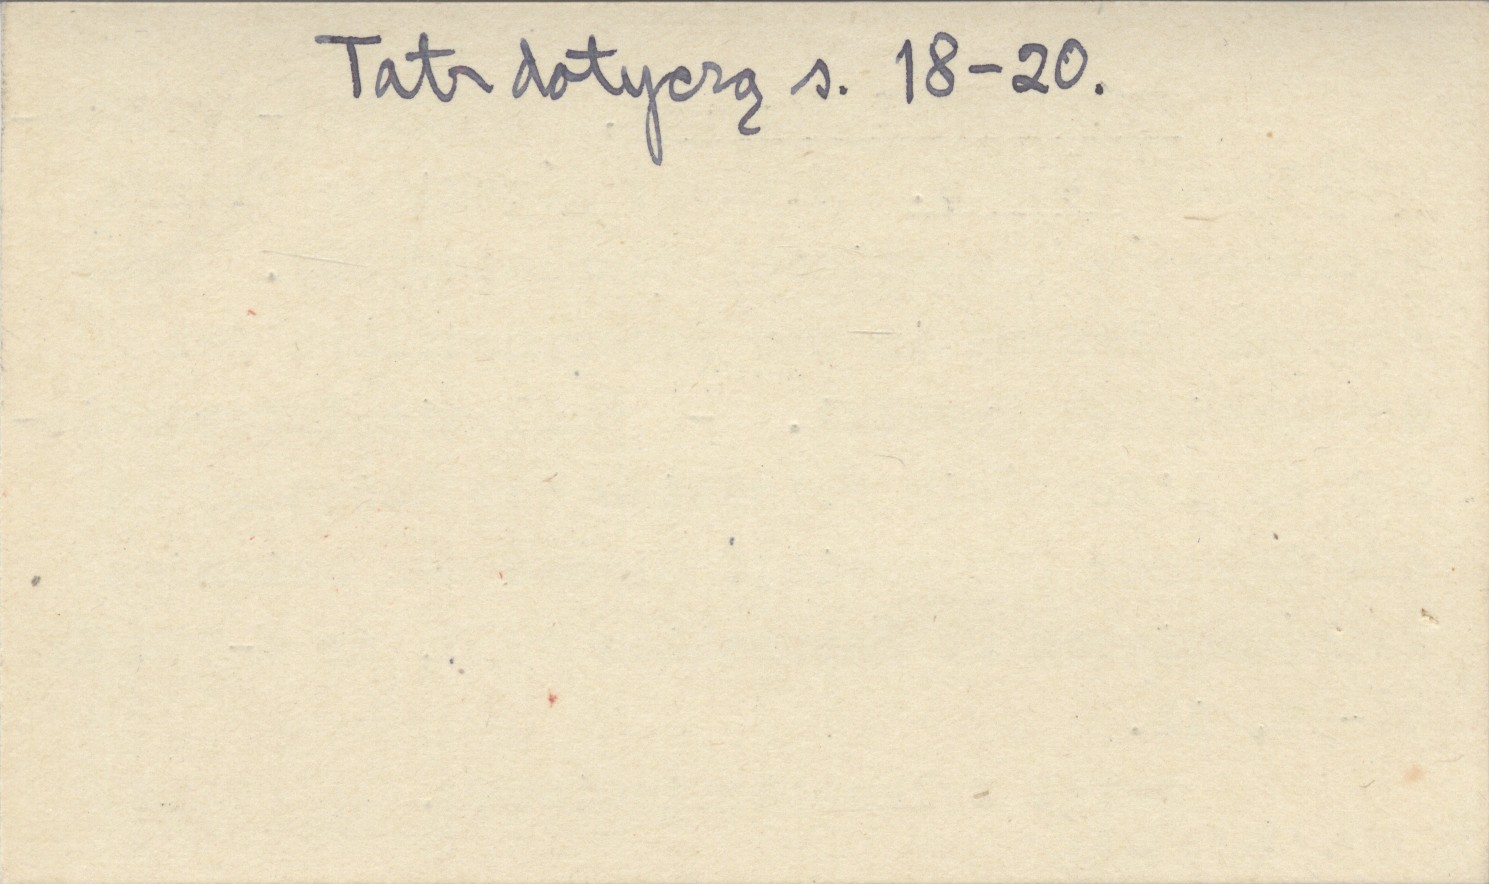 Tatr dotyczą s. 18-20.